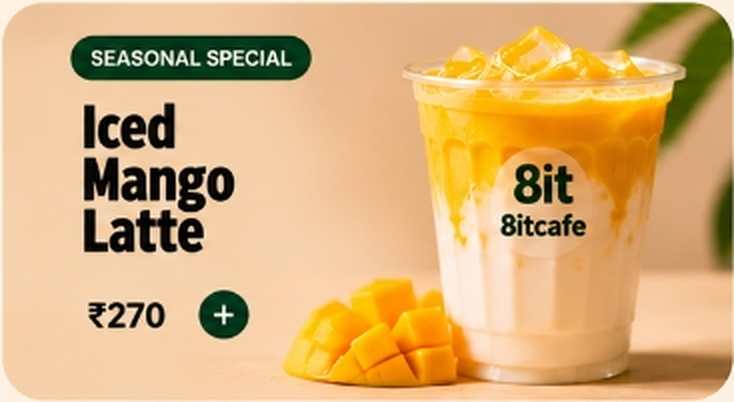 SEASONAL SPECIAL
Iced
Mango
Latte
₹270
+
8it
8itcafe